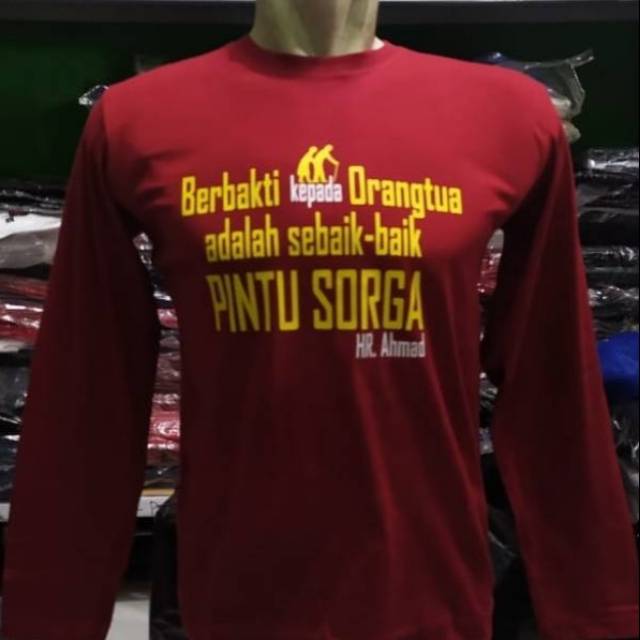 Berbakti kepada Orangtua
adalah sebaik-baik
PINTU SORGA
HR. Ahmad